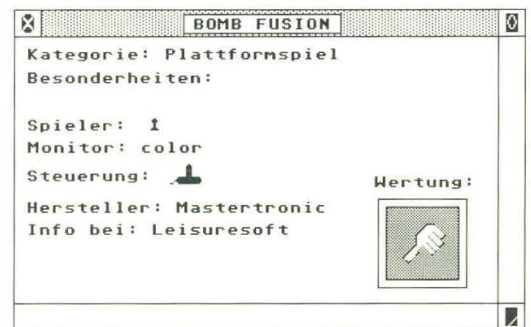 BOMB FUSION
Kategorie: Plattformspiel
Besonderheiten:
Spieler: 1
Monitor: color
Steuerung:
Wertung:
Hersteller: Mastertronic
Info bei: Leisuresoft